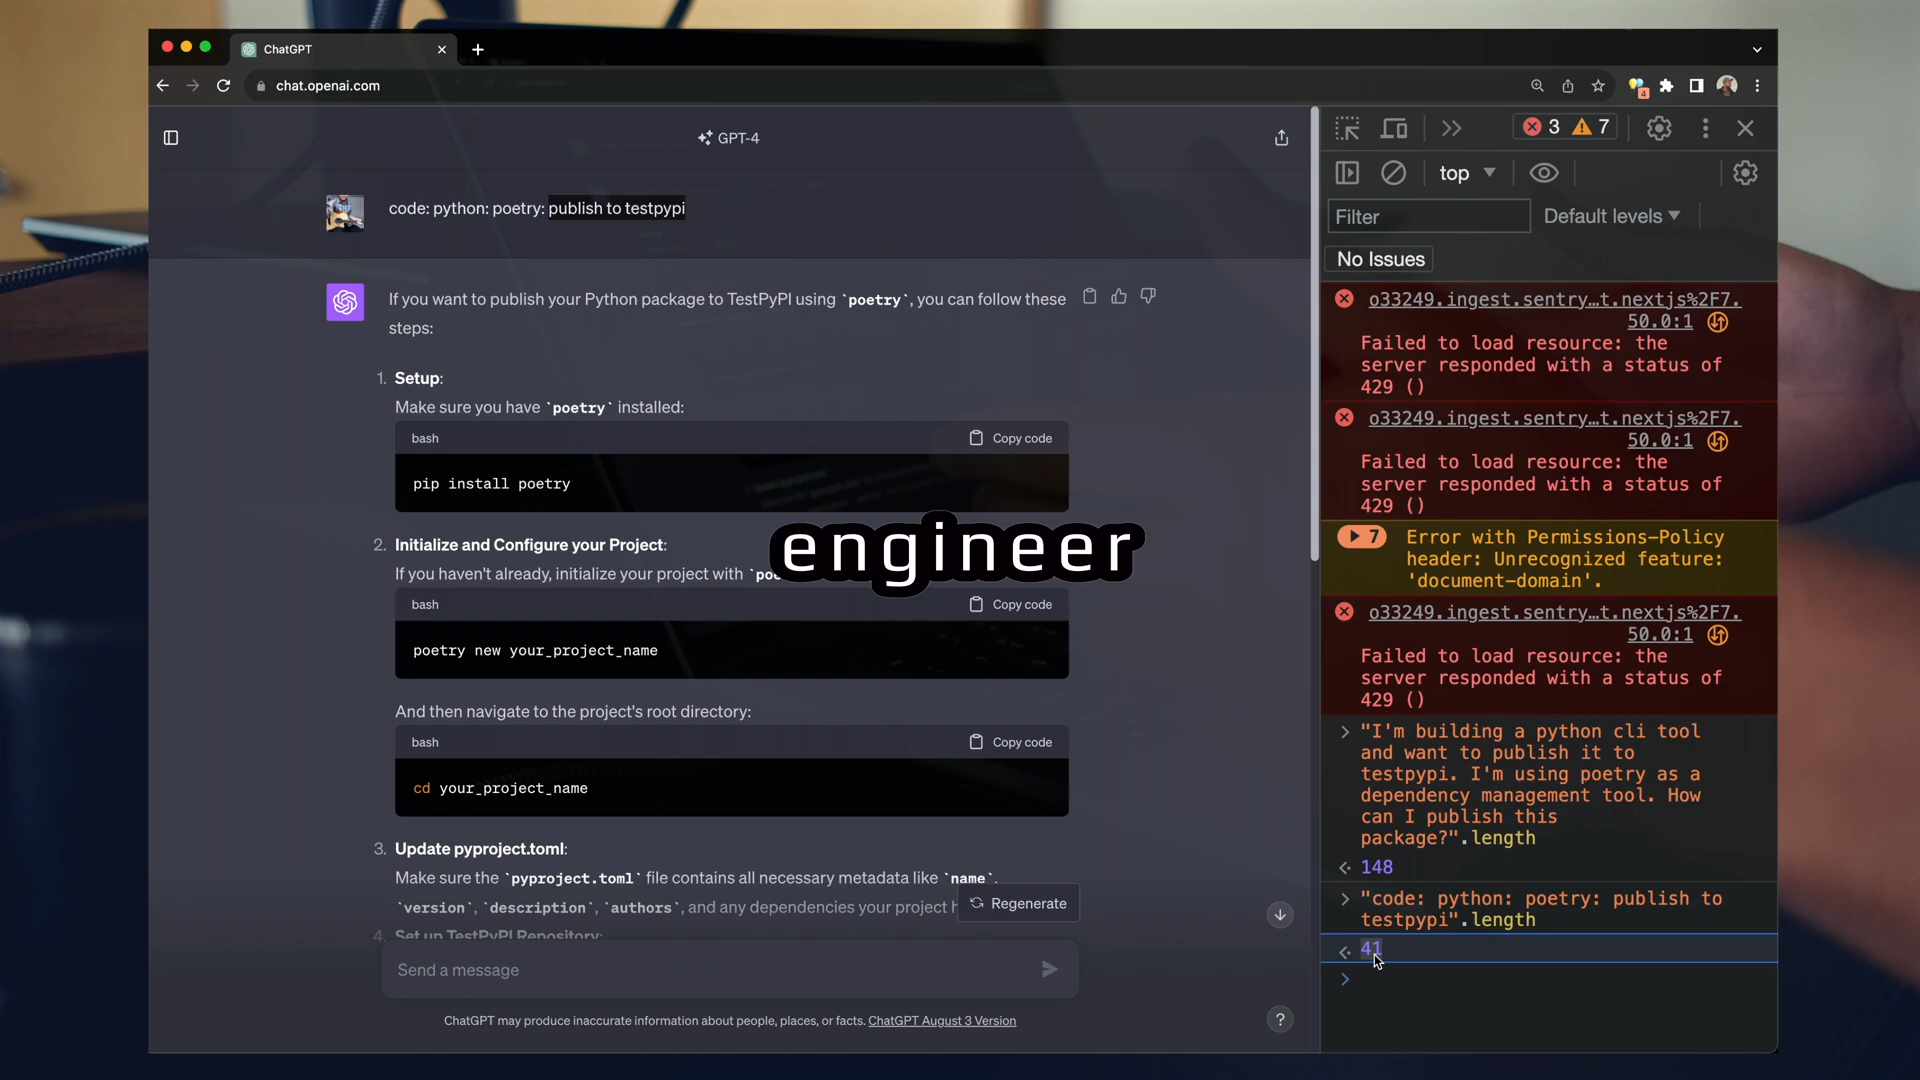 ChatGPT
chat.openai.com
4
GPT-4
code: python: poetry: publish to testpypi
If you want to publish your Python package to TestPyPI using `poetry`, you can follow these
steps:
1. Setup:
Make sure you have `poetry` installed:
bash
Copy code
pip install poetry
2. Initialize and Configure your Project:
If you haven't already, initialize your project with
engineer
bash
Copy code
poetry new your_project_name
And then navigate to the project's root directory:
bash
Copy code
cd your_project_name
3. Update pyproject.toml:
Make sure the `pyproject.toml` file contains all necessary metadata like `name`,
`version`, `description`, `authors`, and any dependencies your project
Regenerate
4. Set up TestPyPI Repository:
Send a message
ChatGPT may produce inaccurate information about people, places, or facts. ChatGPT August 3 Version
?
3 7
top
Filter
Default levels
No Issues
o33249.ingest.sentry…t.nextjs%2F7.
50.0:1
Failed to load resource: the
server responded with a status of
429 ()
o33249.ingest.sentry…t.nextjs%2F7.
50.0:1
Failed to load resource: the
server responded with a status of
429 ()
7 Error with Permissions-Policy
header: Unrecognized feature:
'document-domain'.
o33249.ingest.sentry…t.nextjs%2F7.
50.0:1
Failed to load resource: the
server responded with a status of
429 ()
> "I'm building a python cli tool
and want to publish it to
testpypi. I'm using poetry as a
dependency management tool. How
can I publish this
package?".length
148
> "code: python: poetry: publish to
testpypi".length
41
>